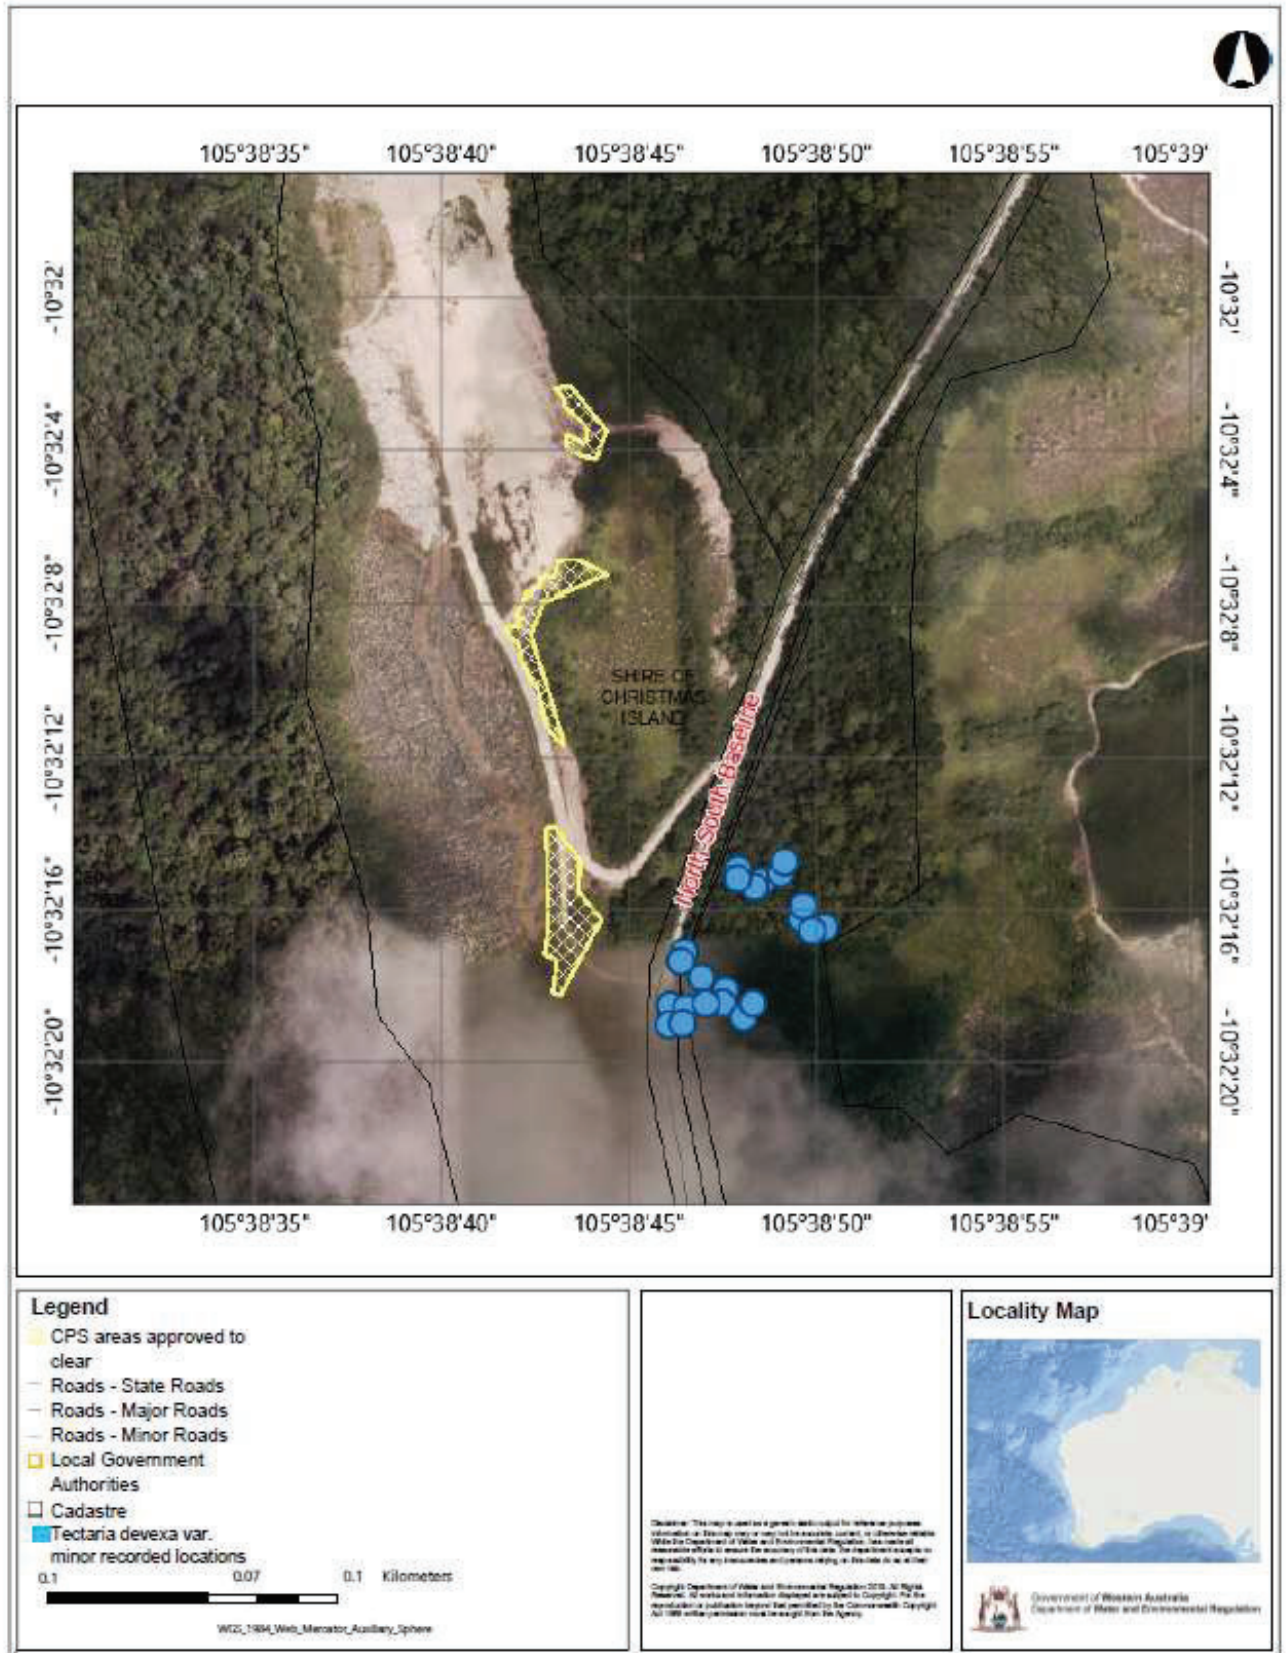 105°38'35" 105°38'40" 105°38'45" 105°38'50" 105°38'55" 105°39'
-10°32' -10°32'
-10°32'4" -10°32'4"
-10°32'8" -10°32'8"
SHIRE OF
CHRISTMAS
ISLAND
North-South Baseline
-10°32'12" -10°32'12"
-10°32'16" -10°32'16"
-10°32'20" -10°32'20"
105°38'35" 105°38'40" 105°38'45" 105°38'50" 105°38'55" 105°39'
Legend
CPS areas approved to
clear
Roads - State Roads
Roads - Major Roads
Roads - Minor Roads
Local Government
Authorities
Cadastre
Tectaria devexa var.
minor recorded locations
0.1 0.07 0.1 Kilometers
WGS_1984_Web_Mercator_Auxiliary_Sphere
Locality Map
Government of Western Australia
Department of Water and Environmental Regulation